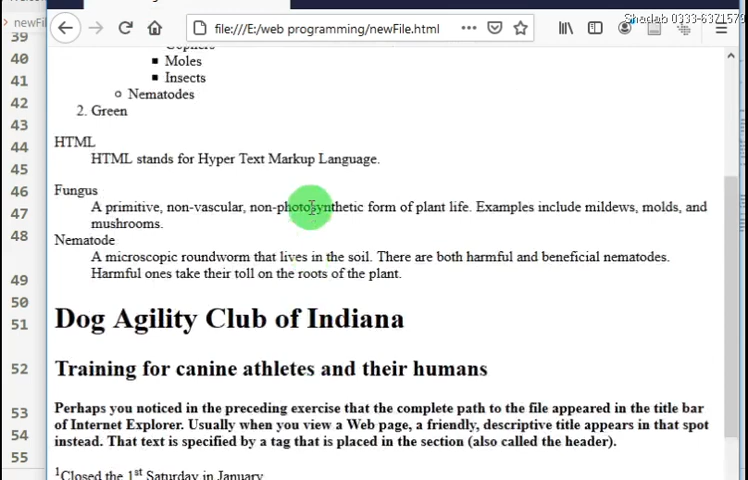 Shadab 0333-6371579
newFil
file:///E:/web programming/newFile.html
39
40
41
42
43
44
45
46
47
48
49
50
51
52
53
54
55
Gophers
Moles
Insects
Nematodes
2. Green
HTML
HTML stands for Hyper Text Markup Language.
Fungus
A primitive, non-vascular, non-photosynthetic form of plant life. Examples include mildews, molds, and
mushrooms.
Nematode
A microscopic roundworm that lives in the soil. There are both harmful and beneficial nematodes.
Harmful ones take their toll on the roots of the plant.
Dog Agility Club of Indiana
Training for canine athletes and their humans
Perhaps you noticed in the preceding exercise that the complete path to the file appeared in the title bar
of Internet Explorer. Usually when you view a Web page, a friendly, descriptive title appears in that spot
instead. That text is specified by a tag that is placed in the section (also called the header).
1Closed the 1st Saturday in January